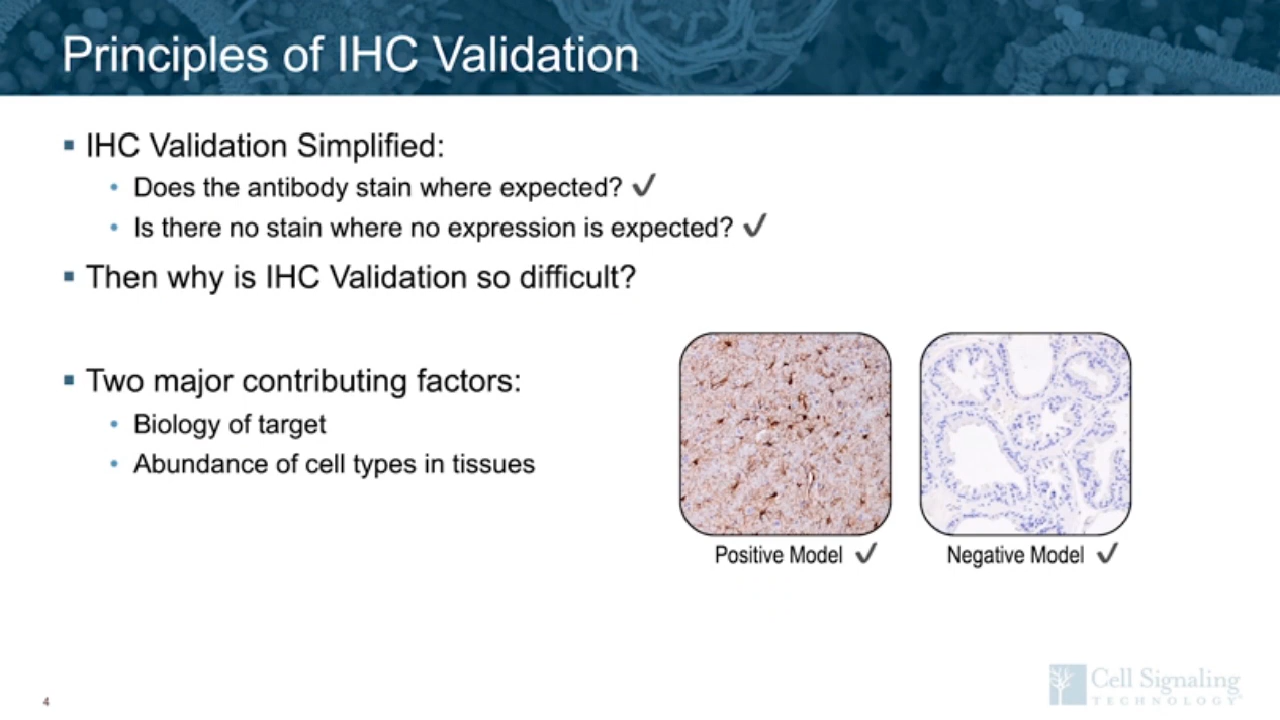 Principles of IHC Validation
▪ IHC Validation Simplified:
• Does the antibody stain where expected? ✓
• Is there no stain where no expression is expected? ✓
▪ Then why is IHC Validation so difficult?
▪ Two major contributing factors:
• Biology of target
• Abundance of cell types in tissues
Positive Model ✓
Negative Model ✓
4
Cell Signaling
TECHNOLOGY